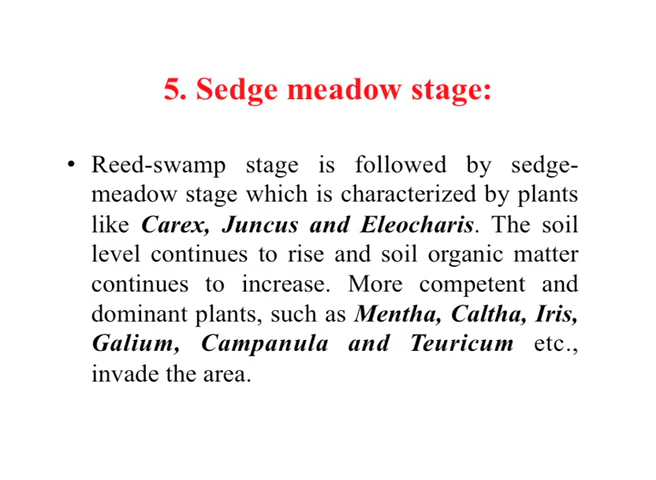 5. Sedge meadow stage:
• Reed-swamp stage is followed by sedge-
meadow stage which is characterized by plants
like Carex, Juncus and Eleocharis. The soil
level continues to rise and soil organic matter
continues to increase. More competent and
dominant plants, such as Mentha, Caltha, Iris,
Galium, Campanula and Teuricum etc.,
invade the area.